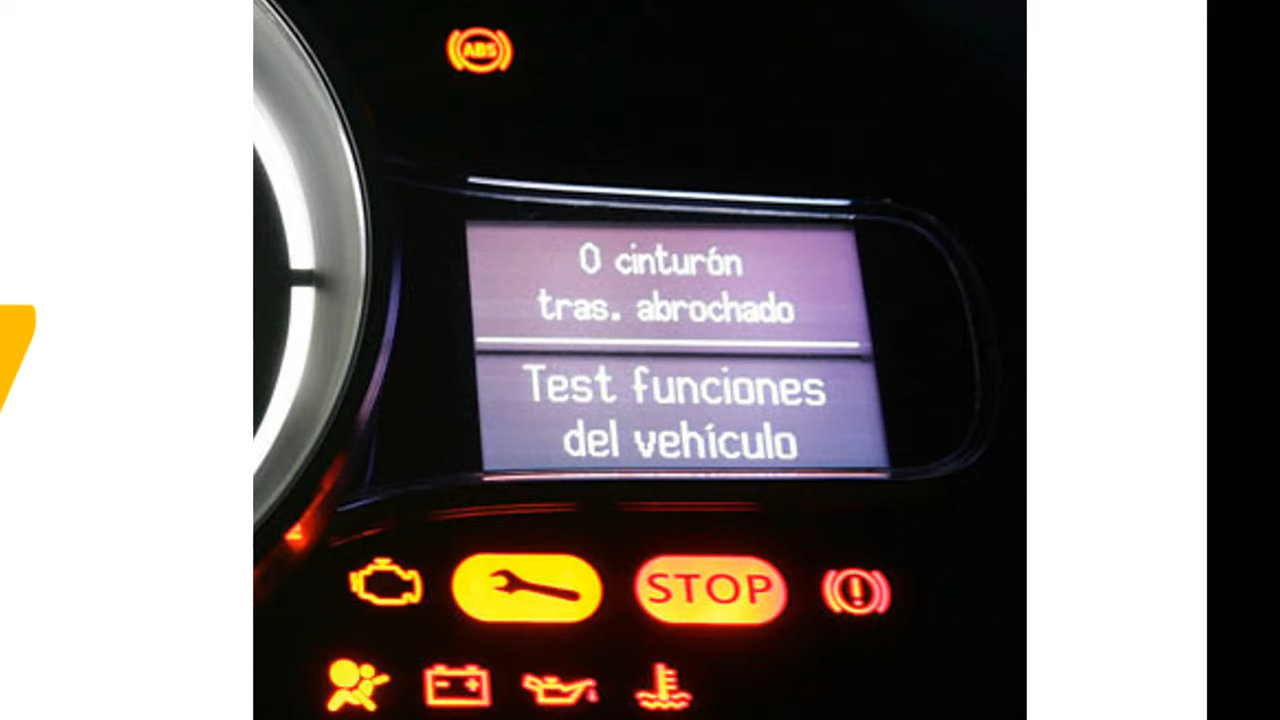 ABS
0 cinturón
tras. abrochado
Test funciones
del vehículo
STOP